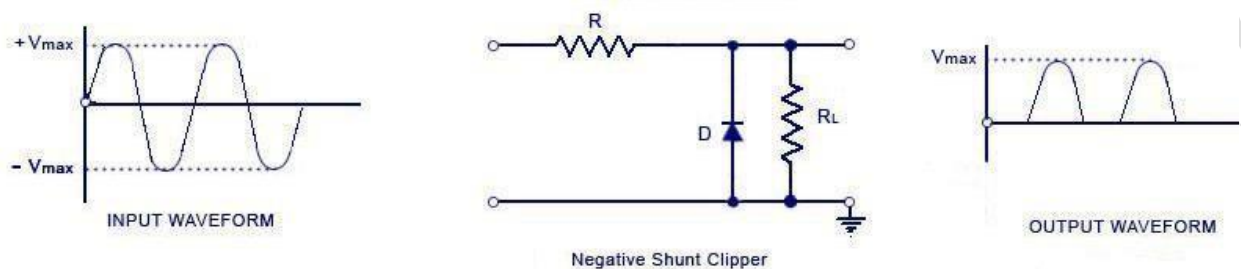 + Vmax
- Vmax
INPUT WAVEFORM
R
D
RL
Negative Shunt Clipper
Vmax
OUTPUT WAVEFORM